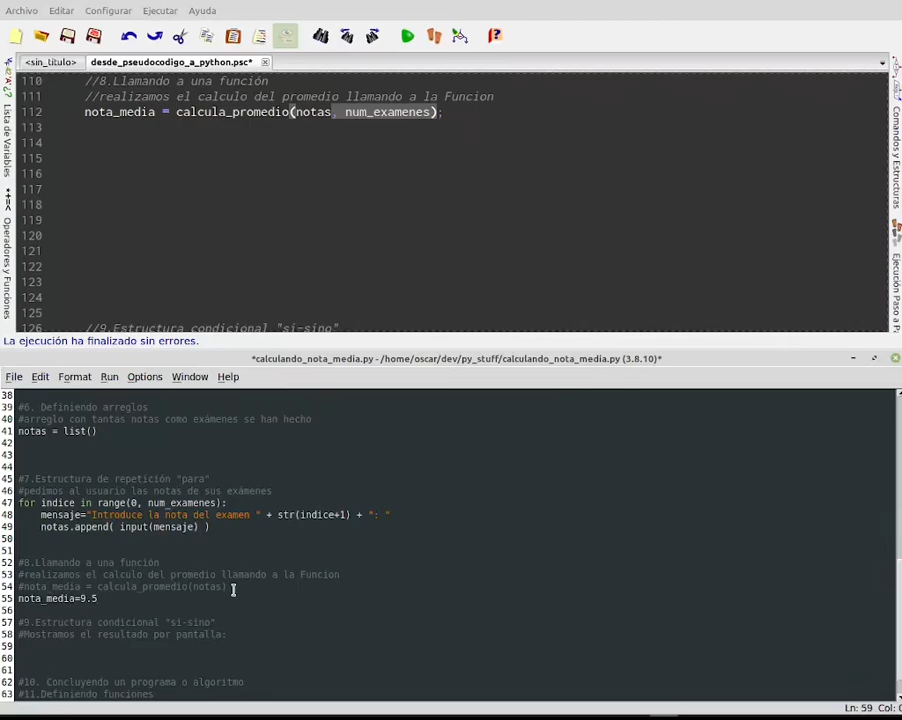 Archivo Editar Configurar Ejecutar Ayuda
<sin_titulo> desde_pseudocodigo_a_python.psc*
110 //8.Llamando a una función
111 //realizamos el calculo del promedio llamando a la Funcion
112 nota_media = calcula_promedio(notas, num_examenes);
113
114
115
116
117
118
119
120
121
122
123
124
125
126 //9.Estructura condicional "si-sino"
Lista de Variables
Operadores y Funciones
Comandos y Estructuras
Ejecución Paso a P
La ejecución ha finalizado sin errores.
*calculando_nota_media.py - /home/oscar/dev/py_stuff/calculando_nota_media.py (3.8.10)*
File Edit Format Run Options Window Help
38
39 #6. Definiendo arreglos
40 #arreglo con tantas notas como exámenes se han hecho
41 notas = list()
42
43
44
45 #7.Estructura de repetición "para"
46 #pedimos al usuario las notas de sus exámenes
47 for indice in range(0, num_examenes):
48 mensaje="Introduce la nota del examen " + str(indice+1) + ": "
49 notas.append( input(mensaje) )
50
51
52 #8.Llamando a una función
53 #realizamos el calculo del promedio llamando a la Funcion
54 #nota_media = calcula_promedio(notas)
55 nota_media=9.5
56
57 #9.Estructura condicional "si-sino"
58 #Mostramos el resultado por pantalla:
59
60
61
62 #10. Concluyendo un programa o algoritmo
63 #11.Definiendo funciones
Ln: 59 Col: 0